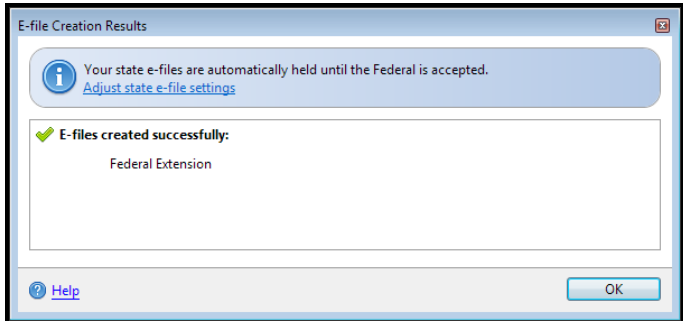 E-file Creation Results
Your state e-files are automatically held until the Federal is accepted.
Adjust state e-file settings
E-files created successfully:
Federal Extension
Help
OK